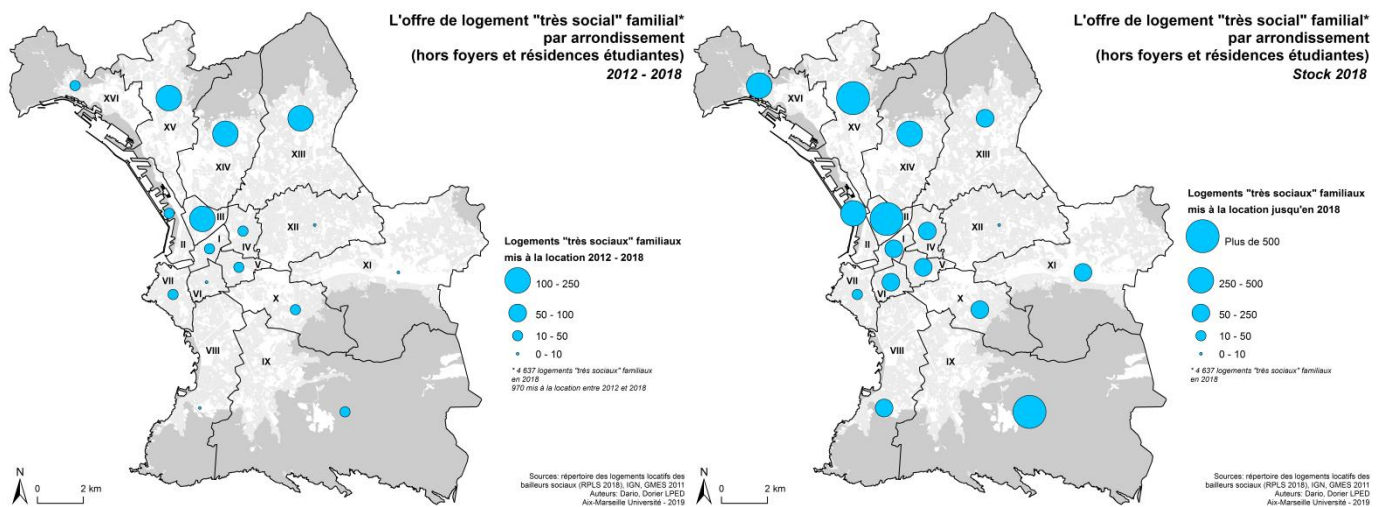 L'offre de logement "très social" familial*
par arrondissement
(hors foyers et résidences étudiantes)
2012 - 2018
XVI
XV
XIV
XIII
III
II
I
IV
XII
V
XI
VII
VI
X
VIII
IX
Logements "très sociaux" familiaux
mis à la location 2012 - 2018
100 - 250
50 - 100
10 - 50
0 - 10
* 4 637 logements "très sociaux" familiaux
en 2018
970 mis à la location entre 2012 et 2018
N
0 2 km
Sources: répertoire des logements locatifs des
bailleurs sociaux (RPLS 2018), IGN, GMES 2011
Auteurs: Dario, Dorier LPED
Aix-Marseille Université - 2019
L'offre de logement "très social" familial*
par arrondissement
(hors foyers et résidences étudiantes)
Stock 2018
XVI
XV
XIV
XIII
II
II
I
IV
XII
V
XI
VII
VI
X
VIII
IX
Logements "très sociaux" familiaux
mis à la location jusqu'en 2018
Plus de 500
250 - 500
50 - 250
10 - 50
0 - 10
* 4 637 logements "très sociaux" familiaux
en 2018
N
0 2 km
Sources: répertoire des logements locatifs des
bailleurs sociaux (RPLS 2018), IGN, GMES 2011
Auteurs: Dario, Dorier LPED
Aix-Marseille Université - 2019